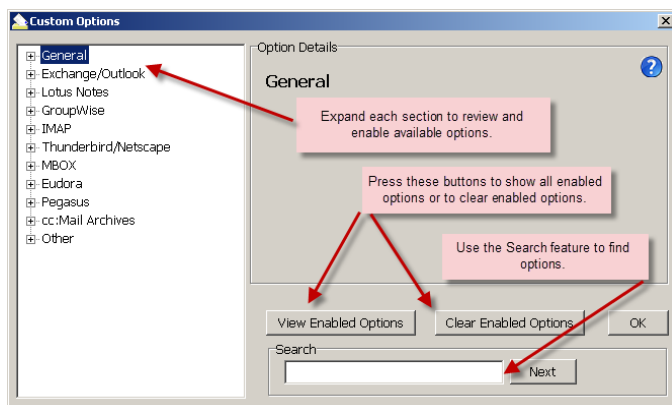 Custom Options
General
Exchange/Outlook
Lotus Notes
GroupWise
IMAP
Thunderbird/Netscape
MBOX
Eudora
Pegasus
cc:Mail Archives
Other
Option Details
General
Expand each section to review and
enable available options.
Press these buttons to show all enabled
options or to clear enabled options.
Use the Search feature to find
options.
View Enabled Options
Clear Enabled Options
OK
Search
Next